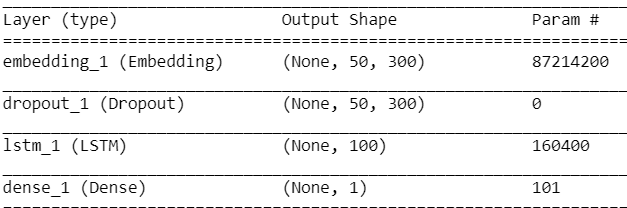 Layer (type) Output Shape Param #
embedding_1 (Embedding) (None, 50, 300) 87214200
dropout_1 (Dropout) (None, 50, 300) 0
lstm_1 (LSTM) (None, 100) 160400
dense_1 (Dense) (None, 1) 101